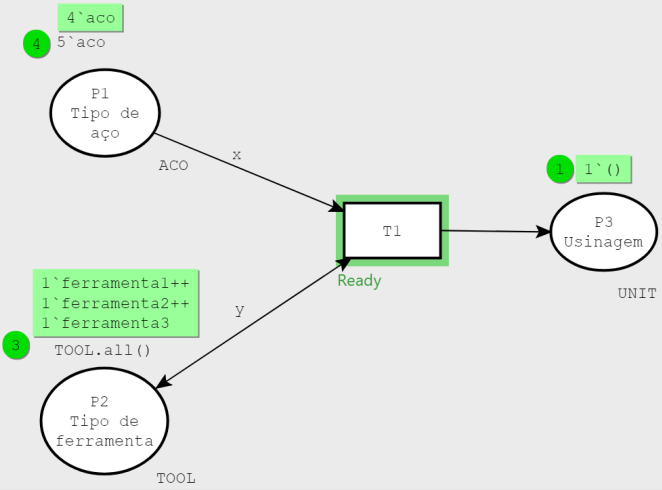 4`aco
4
5`aco
P1
Tipo de
aço
ACO
x
1
1`()
T1
P3
Usinagem
Ready
UNIT
1`ferramenta1++
1`ferramenta2++
1`ferramenta3
y
3
TOOL.all()
P2
Tipo de
ferramenta
TOOL